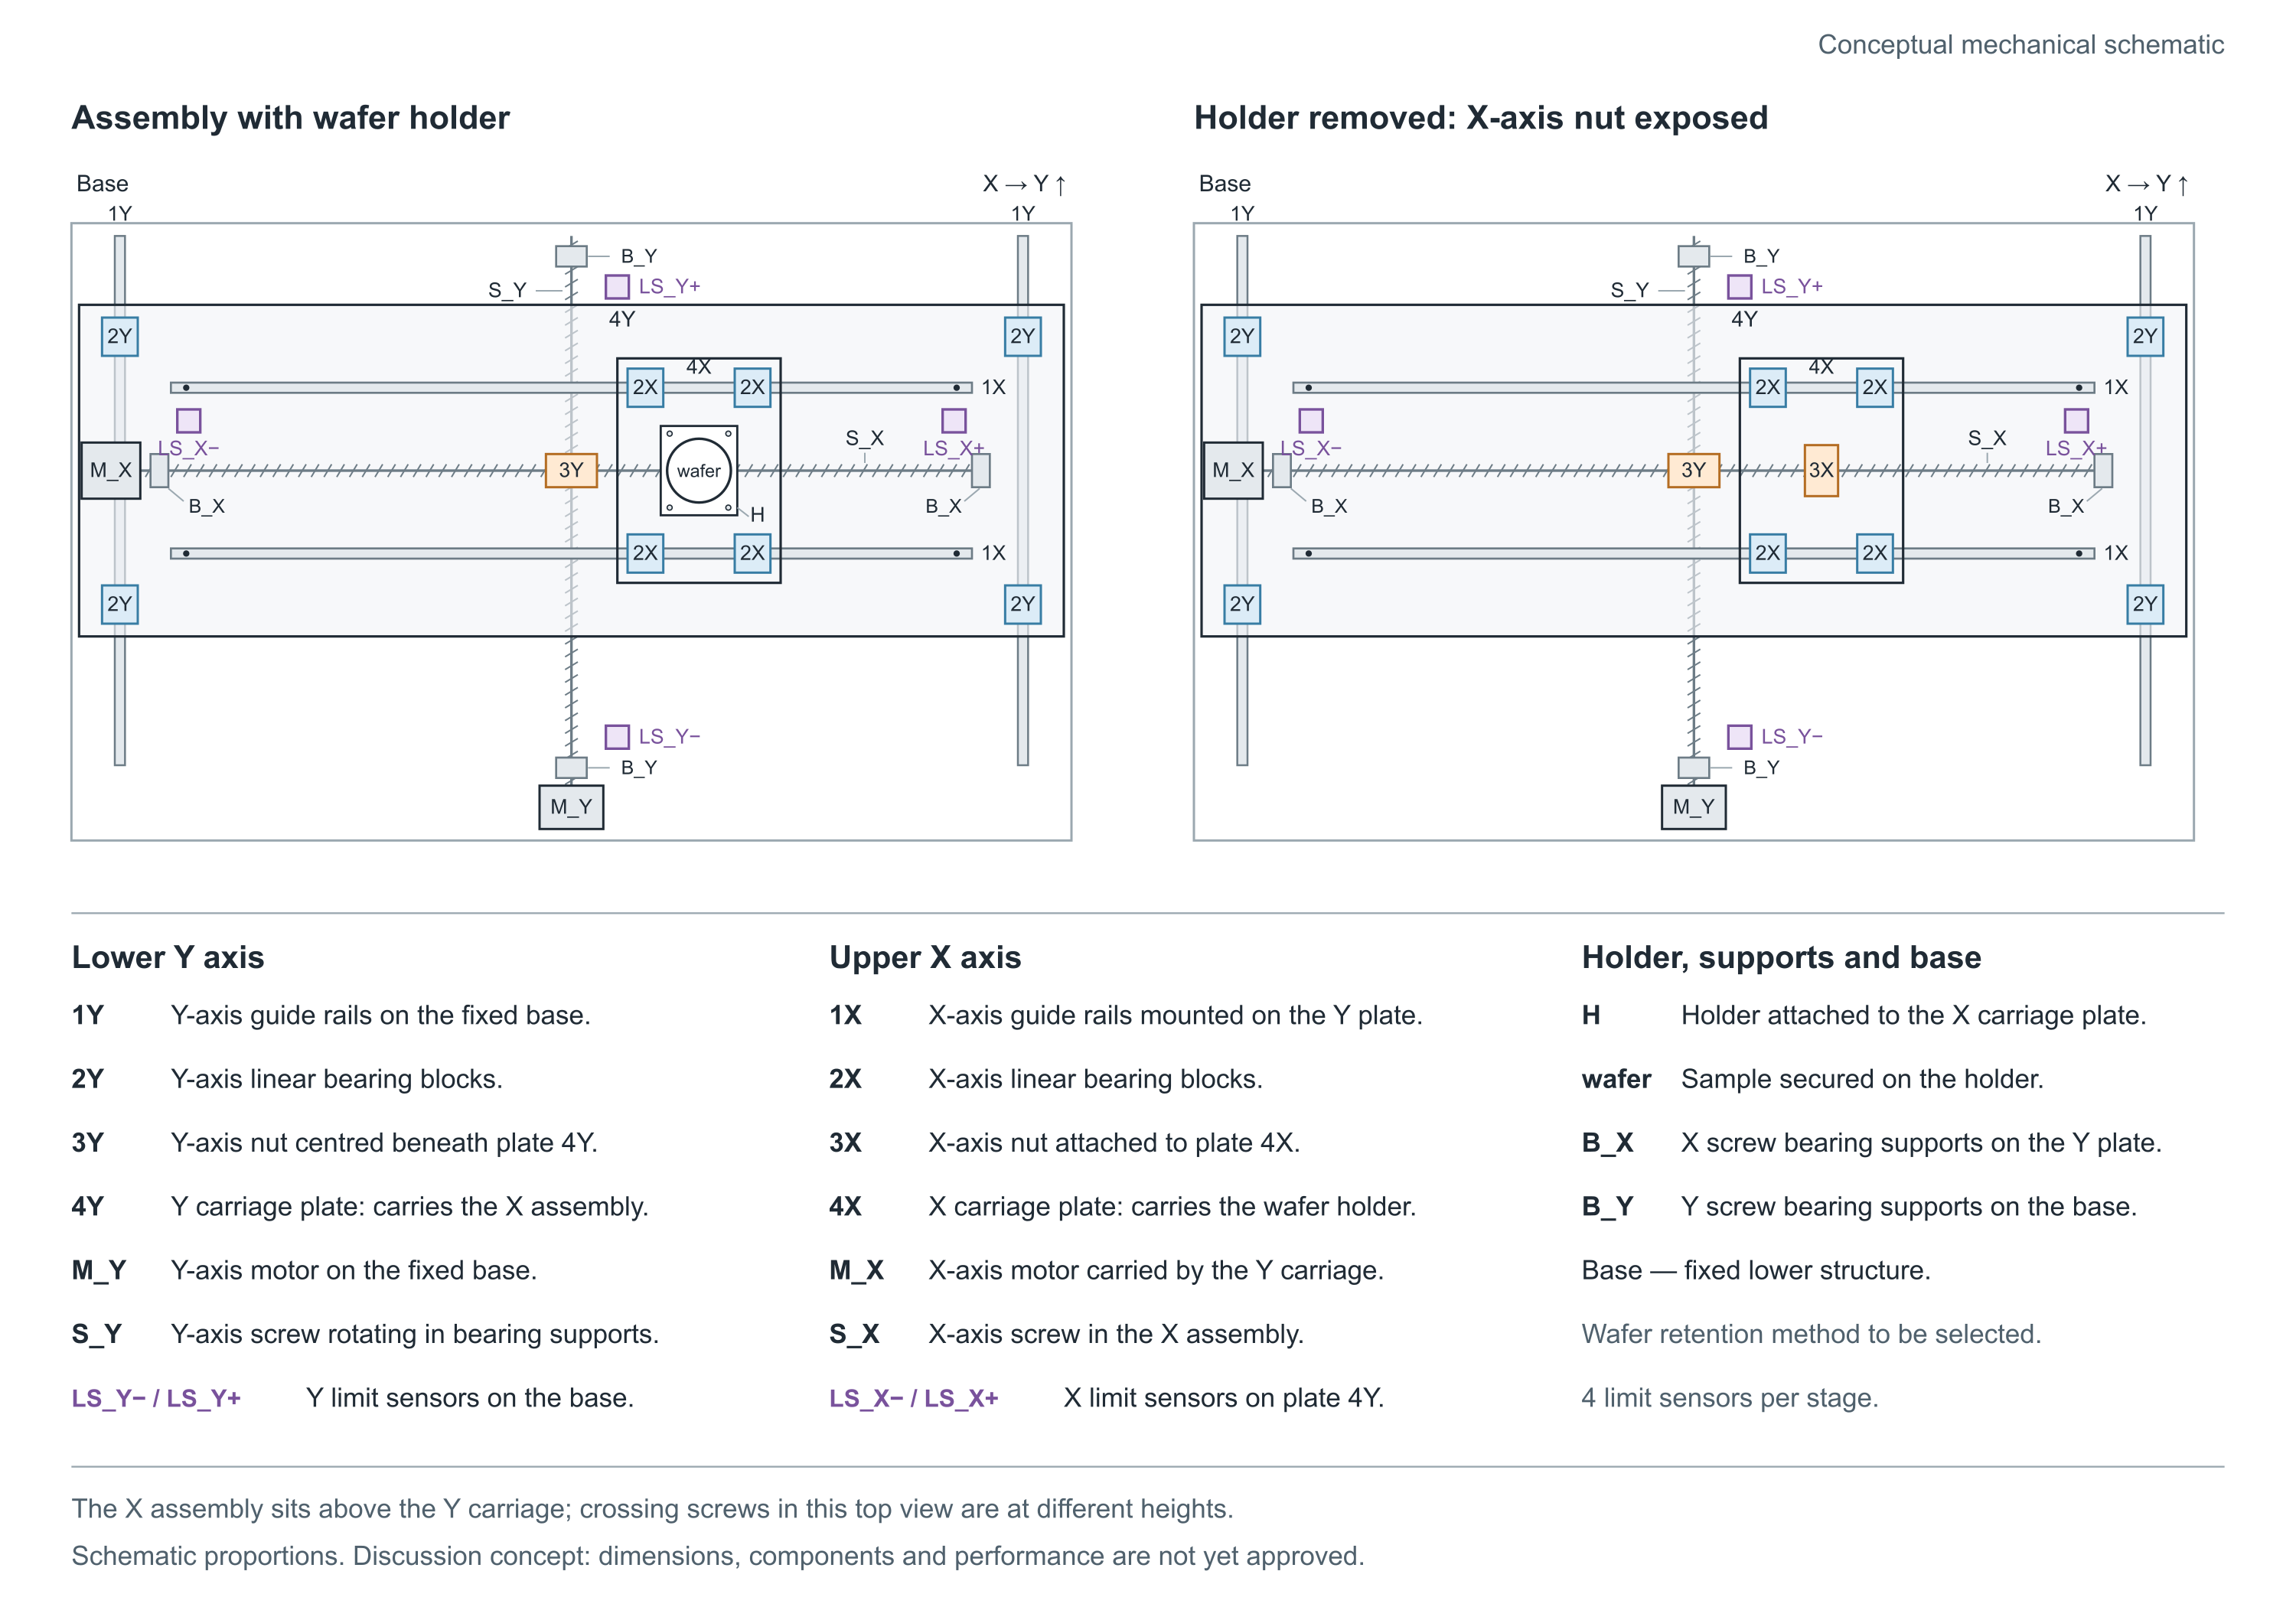 Conceptual mechanical schematic
Assembly with wafer holder
Base
X → Y ↑
1Y
1Y
B_Y
S_Y
LS_Y+
4Y
2Y
2Y
4X
2X
2X
1X
LS_X−
S_X
LS_X+
M_X
3Y
wafer
B_X
B_X
H
2X
2X
1X
2Y
2Y
LS_Y−
B_Y
M_Y
Holder removed: X-axis nut exposed
Base
X → Y ↑
1Y
1Y
B_Y
S_Y
LS_Y+
4Y
2Y
2Y
4X
2X
2X
1X
LS_X−
S_X
LS_X+
M_X
3Y
3X
B_X
B_X
2X
2X
1X
2Y
2Y
LS_Y−
B_Y
M_Y
Lower Y axis
1Y Y-axis guide rails on the fixed base.
2Y Y-axis linear bearing blocks.
3Y Y-axis nut centred beneath plate 4Y.
4Y Y carriage plate: carries the X assembly.
M_Y Y-axis motor on the fixed base.
S_Y Y-axis screw rotating in bearing supports.
LS_Y− / LS_Y+ Y limit sensors on the base.
Upper X axis
1X X-axis guide rails mounted on the Y plate.
2X X-axis linear bearing blocks.
3X X-axis nut attached to plate 4X.
4X X carriage plate: carries the wafer holder.
M_X X-axis motor carried by the Y carriage.
S_X X-axis screw in the X assembly.
LS_X− / LS_X+ X limit sensors on plate 4Y.
Holder, supports and base
H Holder attached to the X carriage plate.
wafer Sample secured on the holder.
B_X X screw bearing supports on the Y plate.
B_Y Y screw bearing supports on the base.
Base — fixed lower structure.
Wafer retention method to be selected.
4 limit sensors per stage.
The X assembly sits above the Y carriage; crossing screws in this top view are at different heights.
Schematic proportions. Discussion concept: dimensions, components and performance are not yet approved.